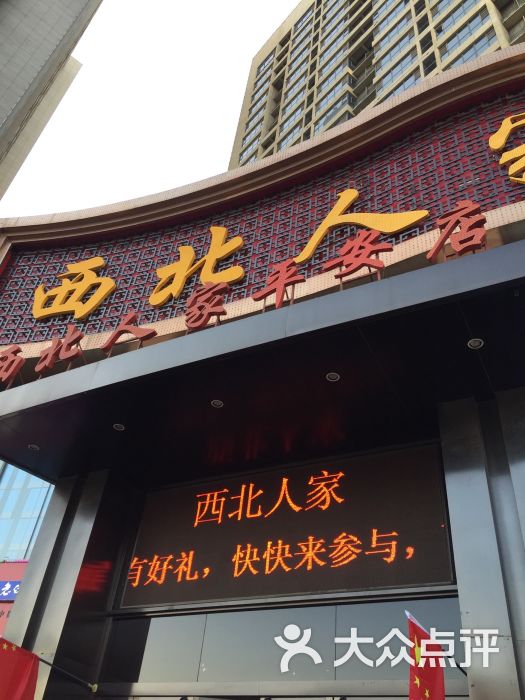 西北人家
西北人家平安店
西北人家
有好礼，快快来参与，
大众点评